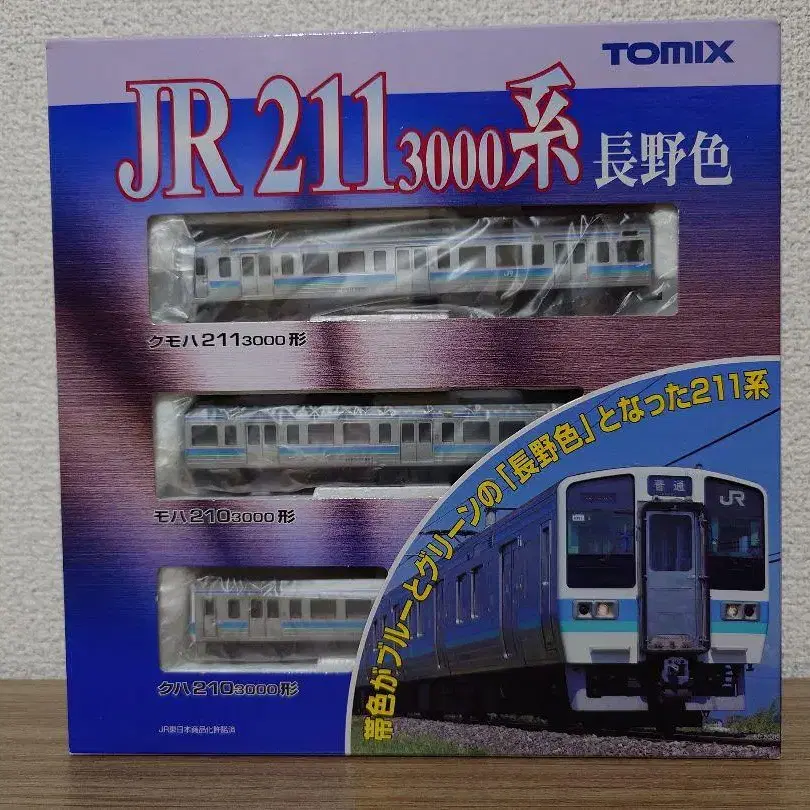 TOMIX
JR 211 3000系 長野色
JR
クモハ211 3000形
モハ210 3000形
クハ210 3000形
帯色がブルーとグリーンの「長野色」となった211系
普通
JR
JR東日本商品化許諾済